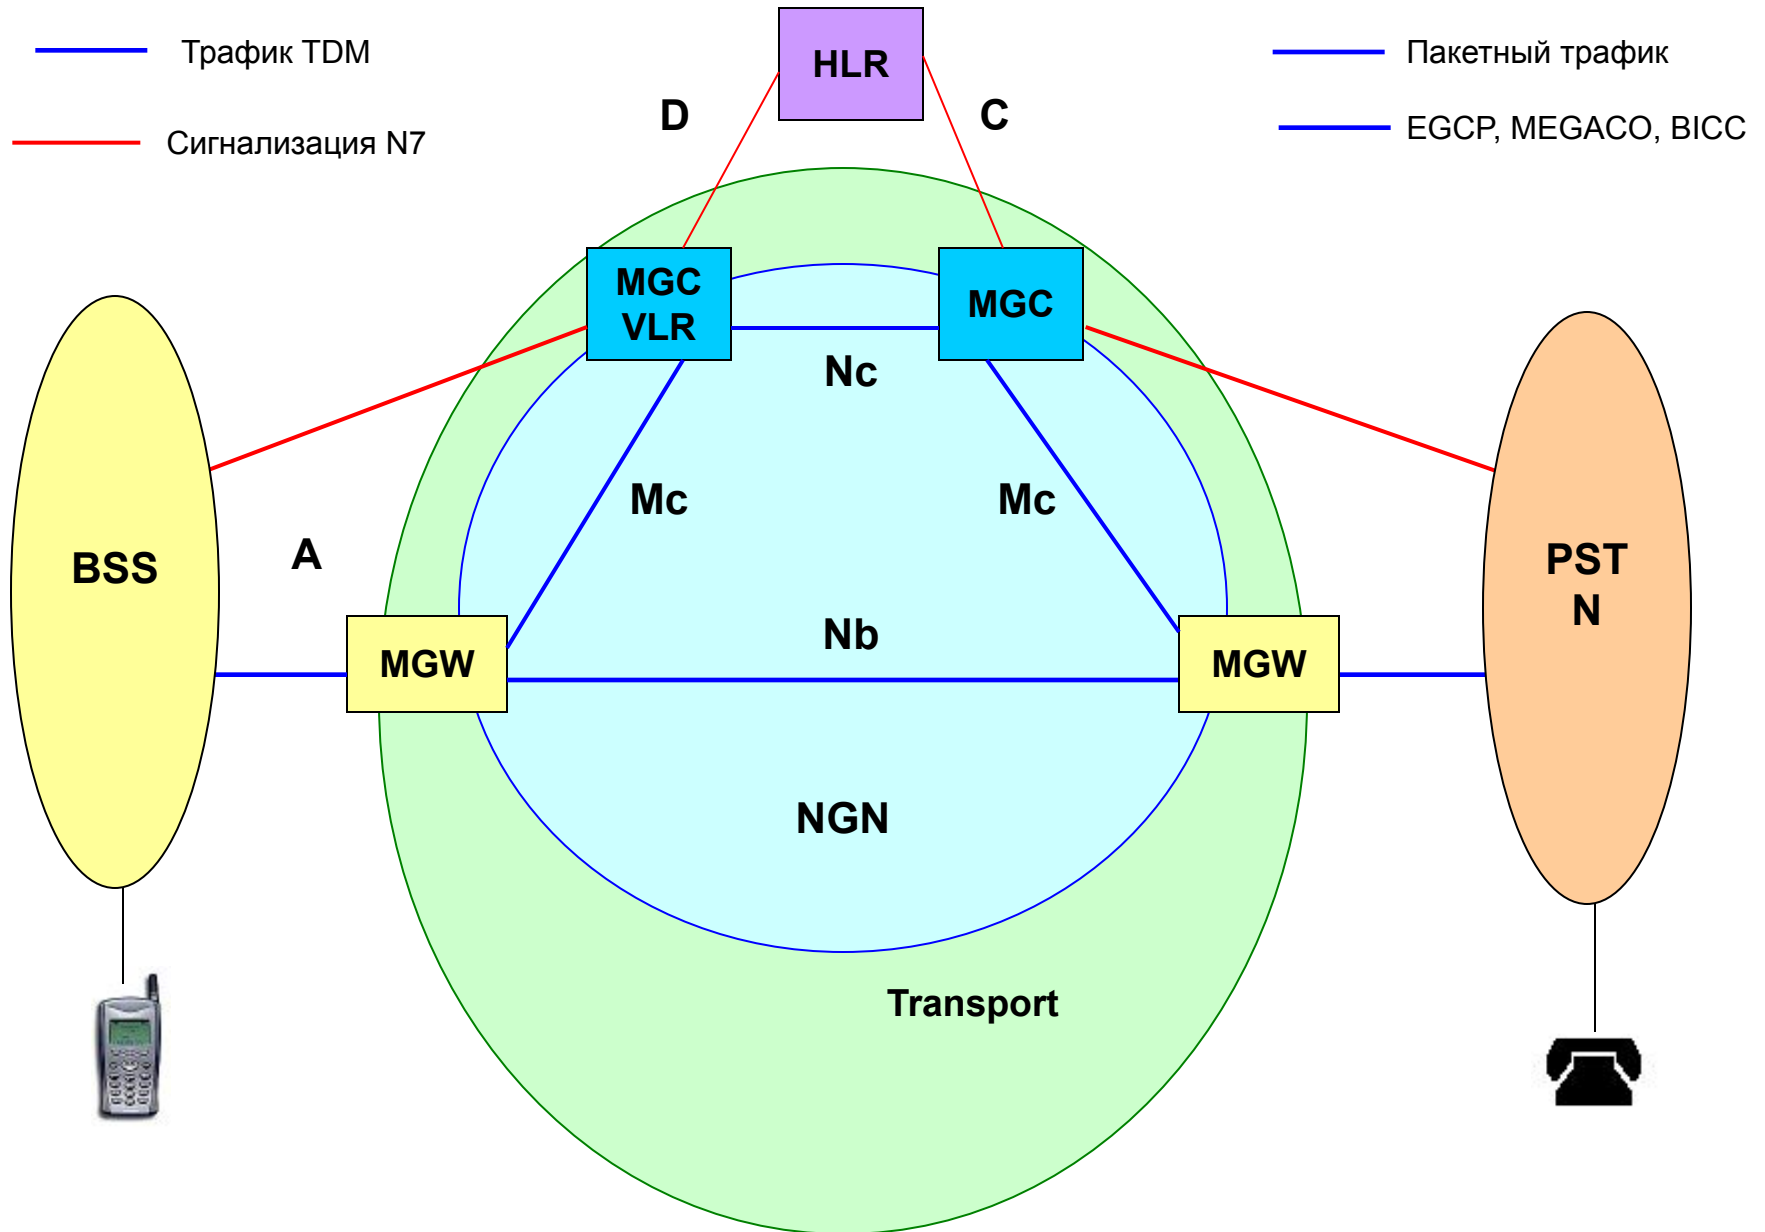 Трафик TDM
Сигнализация N7
HLR
Пакетный трафик
EGCP, MEGACO, BICC
D
C
MGC
VLR
MGC
Nc
Mc
Mc
A
BSS
PST
N
MGW
Nb
MGW
NGN
Transport